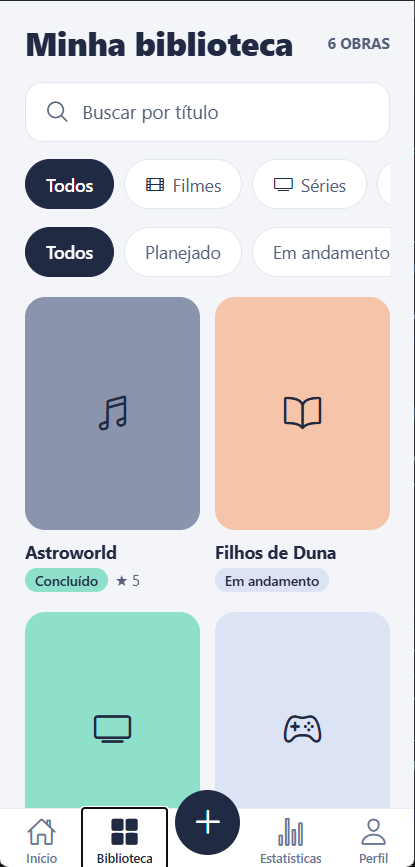 Minha biblioteca
6 OBRAS
Buscar por título
Todos
Filmes
Séries
Todos
Planejado
Em andamento
Astroworld
Filhos de Duna
Concluído ★ 5
Em andamento
Início
Biblioteca
Estatísticas
Perfil